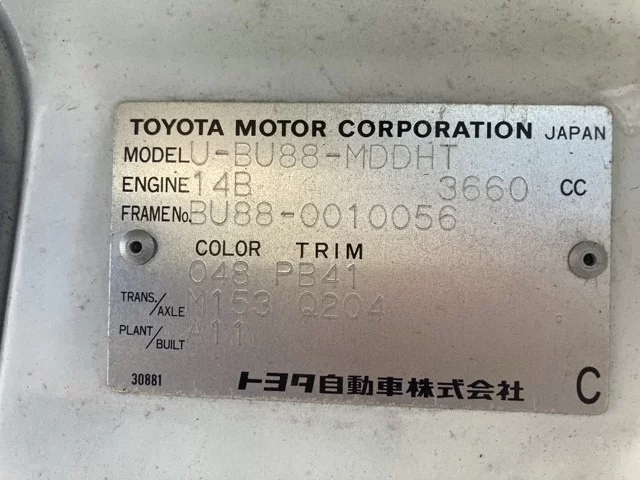 TOYOTA MOTOR CORPORATION JAPAN
MODEL U-BU88-MDDHT
ENGINE 14B 3660 CC
FRAME No. BU88-0010056
COLOR TRIM
048 PB41
TRANS./AXLE M153 Q204
PLANT/BUILT A11
30881 トヨタ自動車株式会社 C